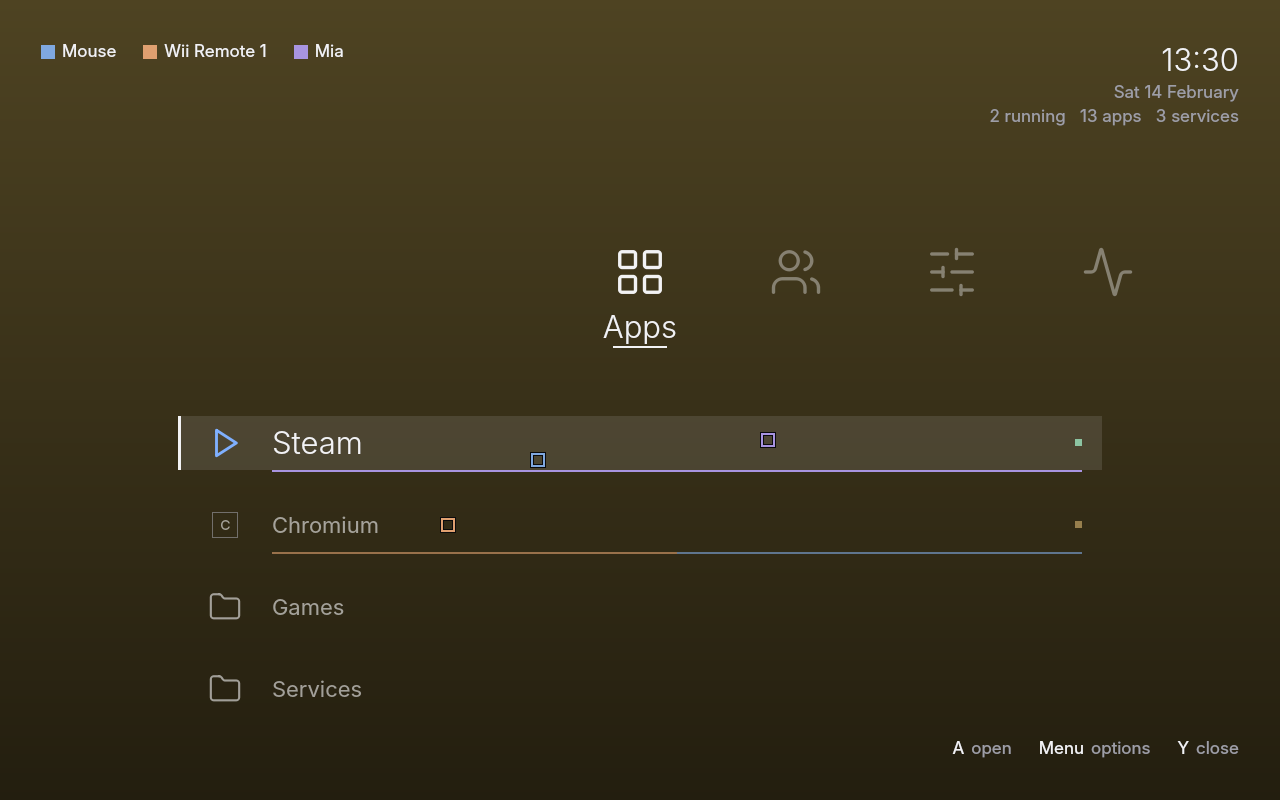 Mouse Wii Remote 1 Mia
13:30
Sat 14 February
2 running 13 apps 3 services
Apps
Steam
C Chromium
Games
Services
A open Menu options Y close